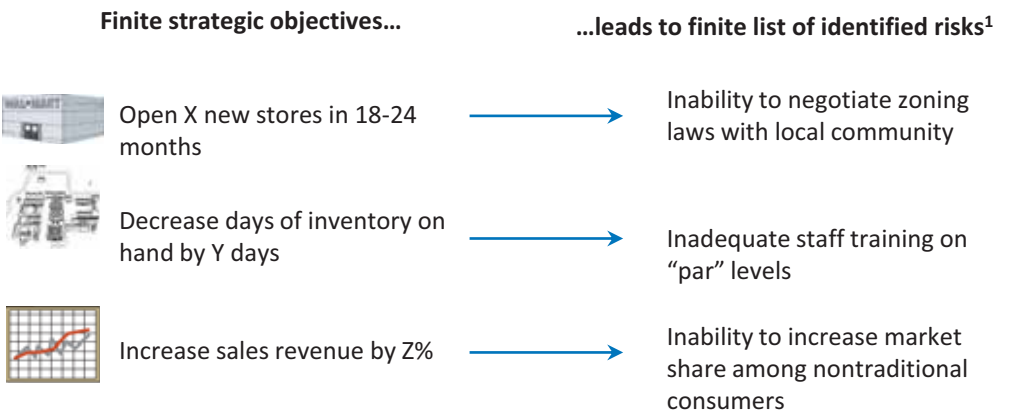 Finite strategic objectives…
…leads to finite list of identified risks¹
WAL★MART
Open X new stores in 18-24
months
Inability to negotiate zoning
laws with local community
Decrease days of inventory on
hand by Y days
Inadequate staff training on
“par” levels
Increase sales revenue by Z%
Inability to increase market
share among nontraditional
consumers